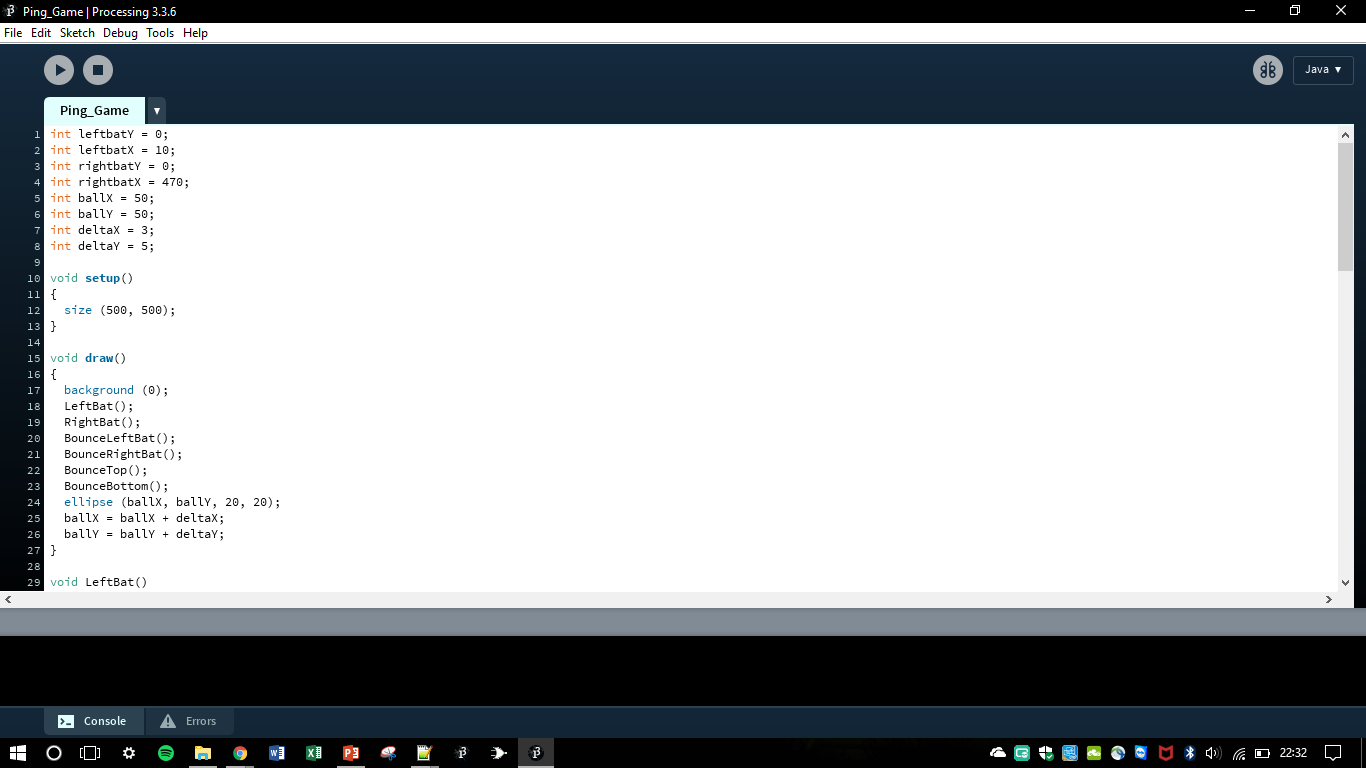 Ping_Game | Processing 3.3.6
File Edit Sketch Debug Tools Help
Java ▼
Ping_Game ▼
1 int leftbatY = 0;
2 int leftbatX = 10;
3 int rightbatY = 0;
4 int rightbatX = 470;
5 int ballX = 50;
6 int ballY = 50;
7 int deltaX = 3;
8 int deltaY = 5;
9
10 void setup()
11 {
12   size (500, 500);
13 }
14
15 void draw()
16 {
17   background (0);
18   LeftBat();
19   RightBat();
20   BounceLeftBat();
21   BounceRightBat();
22   BounceTop();
23   BounceBottom();
24   ellipse (ballX, ballY, 20, 20);
25   ballX = ballX + deltaX;
26   ballY = ballY + deltaY;
27 }
28
29 void LeftBat()
Console Errors
22:32